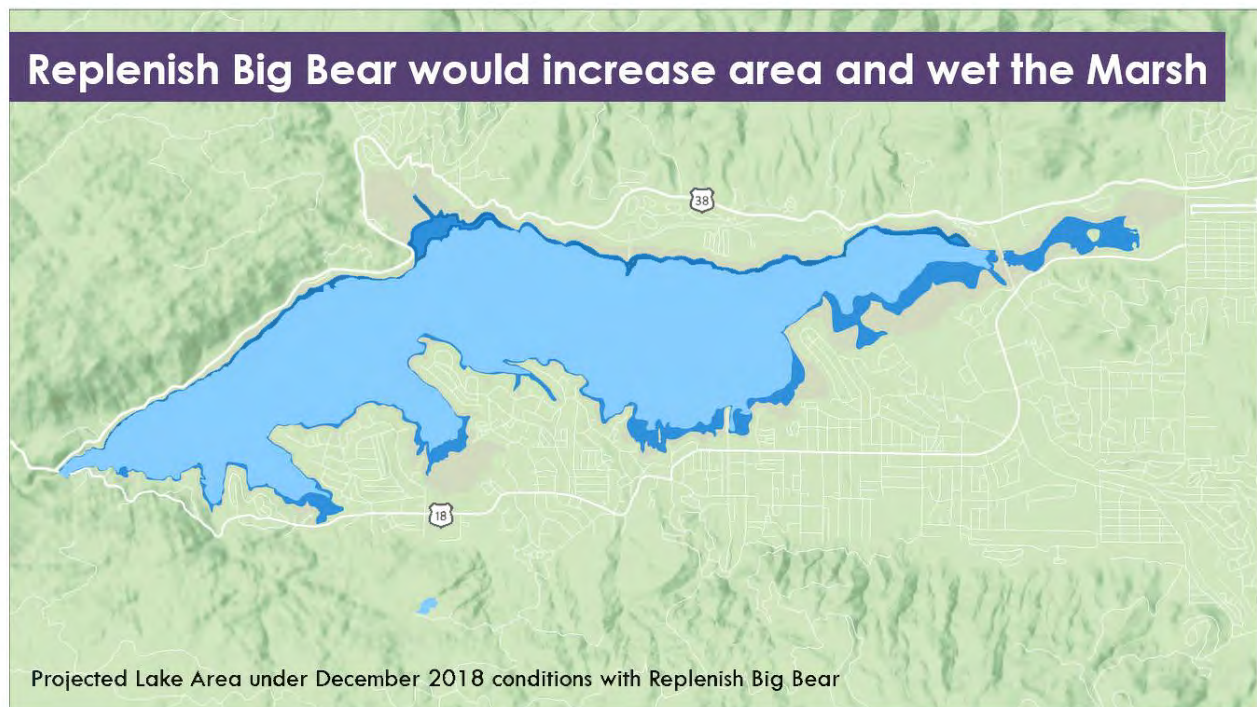 Replenish Big Bear would increase area and wet the Marsh
38
18
Projected Lake Area under December 2018 conditions with Replenish Big Bear